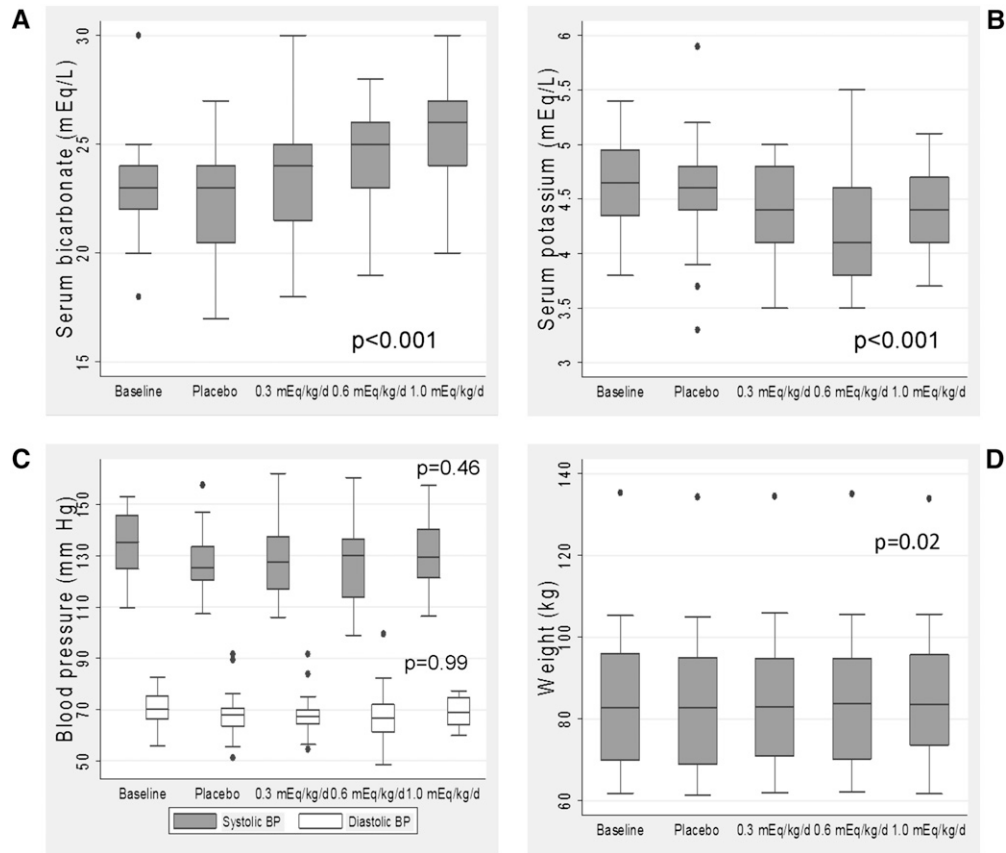 A
Serum bicarbonate (mEq/L)
30
25
20
15
p<0.001
Baseline Placebo 0.3 mEq/kg/d 0.6 mEq/kg/d 1.0 mEq/kg/d
B
Serum potassium (mEq/L)
6
5.5
5
4.5
4
3.5
3
p<0.001
Baseline Placebo 0.3 mEq/kg/d 0.6 mEq/kg/d 1.0 mEq/kg/d
C
Blood pressure (mm Hg)
150
130
110
90
70
50
p=0.46
p=0.99
Baseline Placebo 0.3 mEq/kg/d 0.6 mEq/kg/d 1.0 mEq/kg/d
Systolic BP Diastolic BP
D
Weight (kg)
140
120
100
80
60
p=0.02
Baseline Placebo 0.3 mEq/kg/d 0.6 mEq/kg/d 1.0 mEq/kg/d